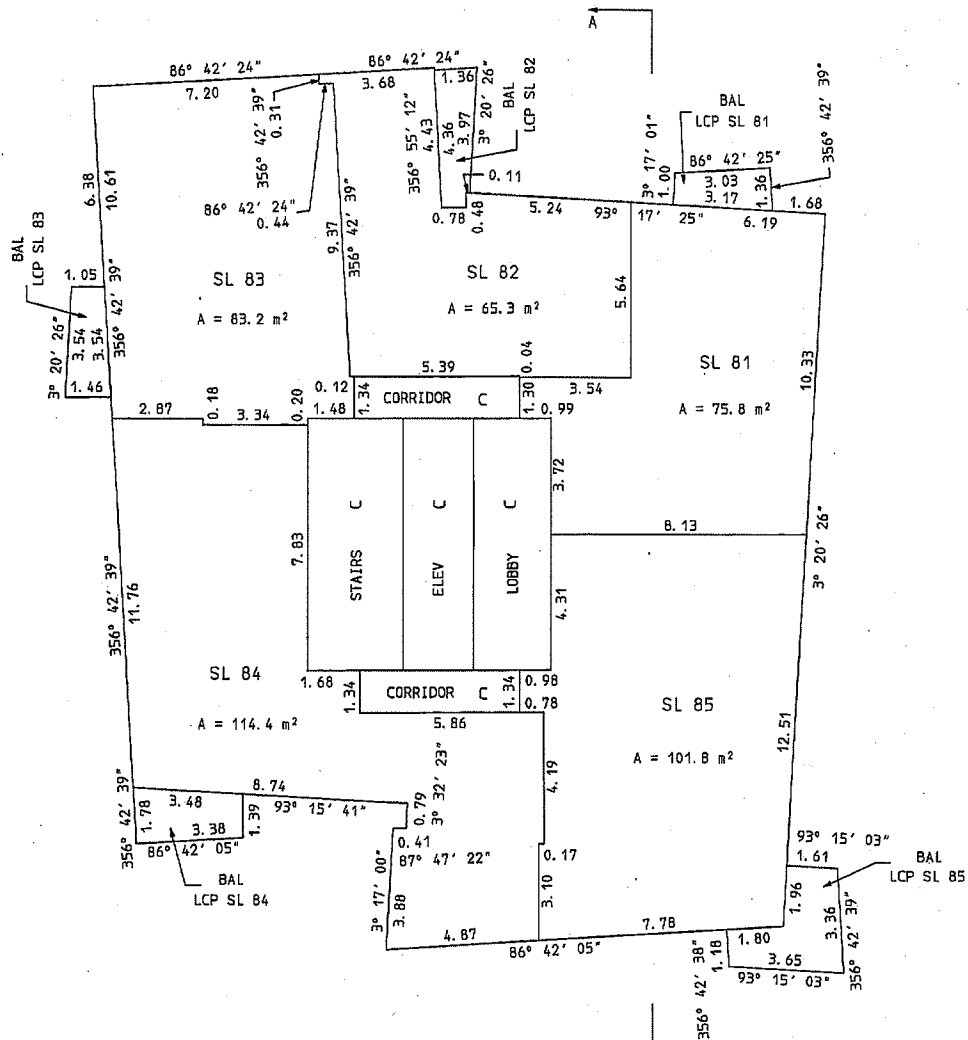 A
86° 42' 24"
7.20
86° 42' 24"
3.68
1.36
356° 42' 39"
0.31
356° 55' 12"
4.43
4.36
3.97
3° 20' 26"
BAL
LCP SL 82
0.11
86° 42' 24"
0.44
0.78
0.48
3° 17' 01"
1.00
BAL
LCP SL 81
86° 42' 25"
3.03
3.17
1.36
356° 42' 39"
5.24
93° 17' 25"
6.19
1.68
6.38
10.61
356° 42' 39"
BAL
LCP SL 83
1.05
3° 20' 26"
3.54
3.54
1.46
SL 83
A = 83.2 m²
9.37
356° 42' 39"
SL 82
A = 65.3 m²
5.64
SL 81
A = 75.8 m²
10.33
3° 20' 26"
5.39
0.04
3.54
0.12
1.48
1.34
CORRIDOR C
1.30
0.99
2.87
0.18
3.34
0.20
STAIRS C
ELEV C
LOBBY C
7.83
3.72
8.13
4.31
356° 42' 39"
11.76
SL 84
A = 114.4 m²
1.68
1.34
CORRIDOR C
1.34
0.98
0.78
5.86
SL 85
A = 101.8 m²
12.51
4.19
356° 42' 39"
1.78
3.48
3.38
86° 42' 05"
1.39
BAL
LCP SL 84
8.74
93° 15' 41"
0.79
3° 32' 23"
0.41
87° 47' 22"
3° 17' 00"
3.88
0.17
3.10
4.87
86° 42' 05"
7.78
93° 15' 03"
1.61
BAL
LCP SL 85
1.96
3.36
356° 42' 39"
1.80
1.18
356° 42' 38"
3.65
93° 15' 03"